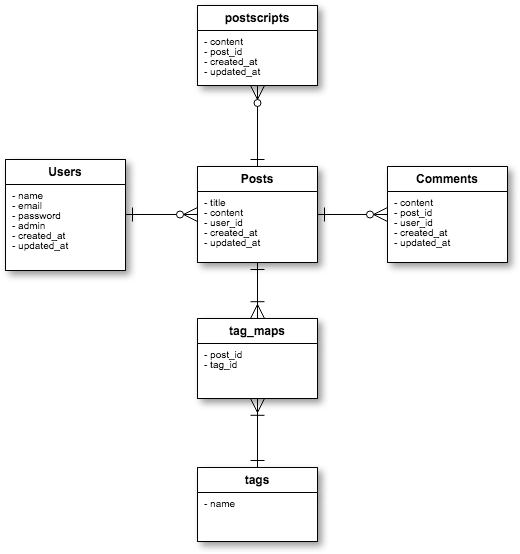 postscripts
- content
- post_id
- created_at
- updated_at
Users
- name
- email
- password
- admin
- created_at
- updated_at
Posts
- title
- content
- user_id
- created_at
- updated_at
Comments
- content
- post_id
- user_id
- created_at
- updated_at
tag_maps
- post_id
- tag_id
tags
- name